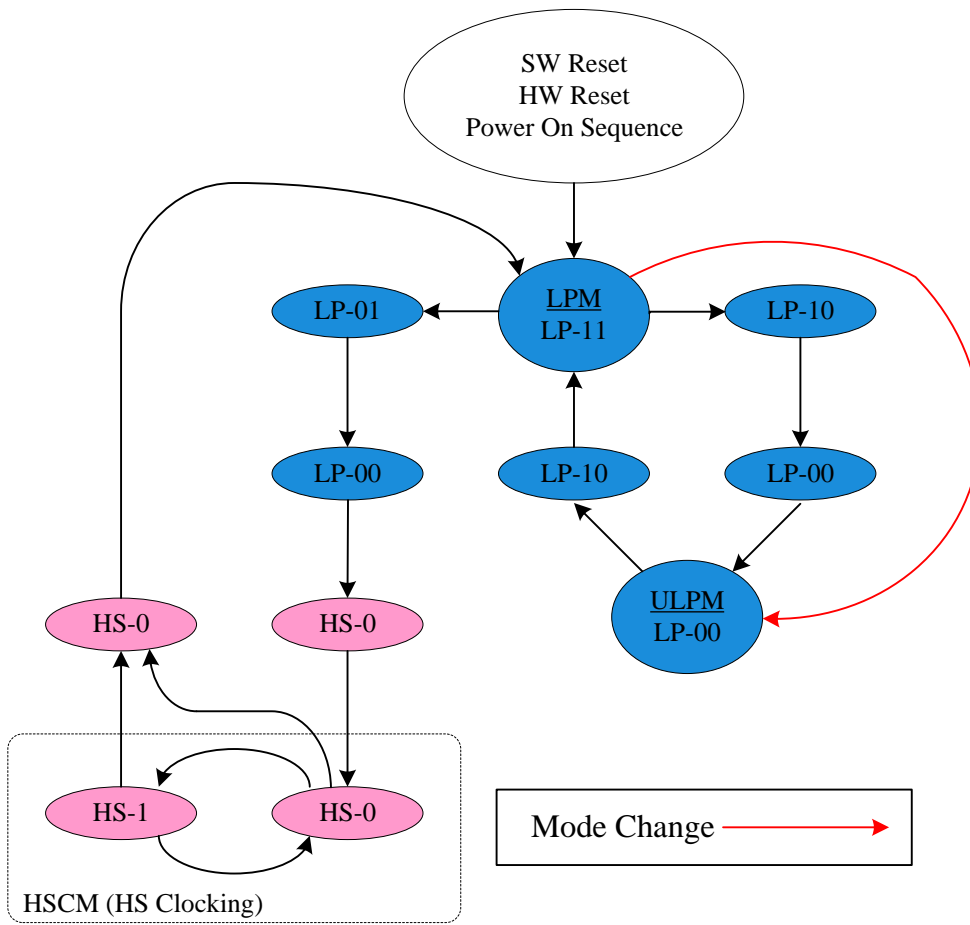 SW Reset
HW Reset
Power On Sequence
LP-01
LPM
LP-11
LP-10
LP-00
LP-10
LP-00
HS-0
HS-0
ULPM
LP-00
HS-1
HS-0
HSCM (HS Clocking)
Mode Change